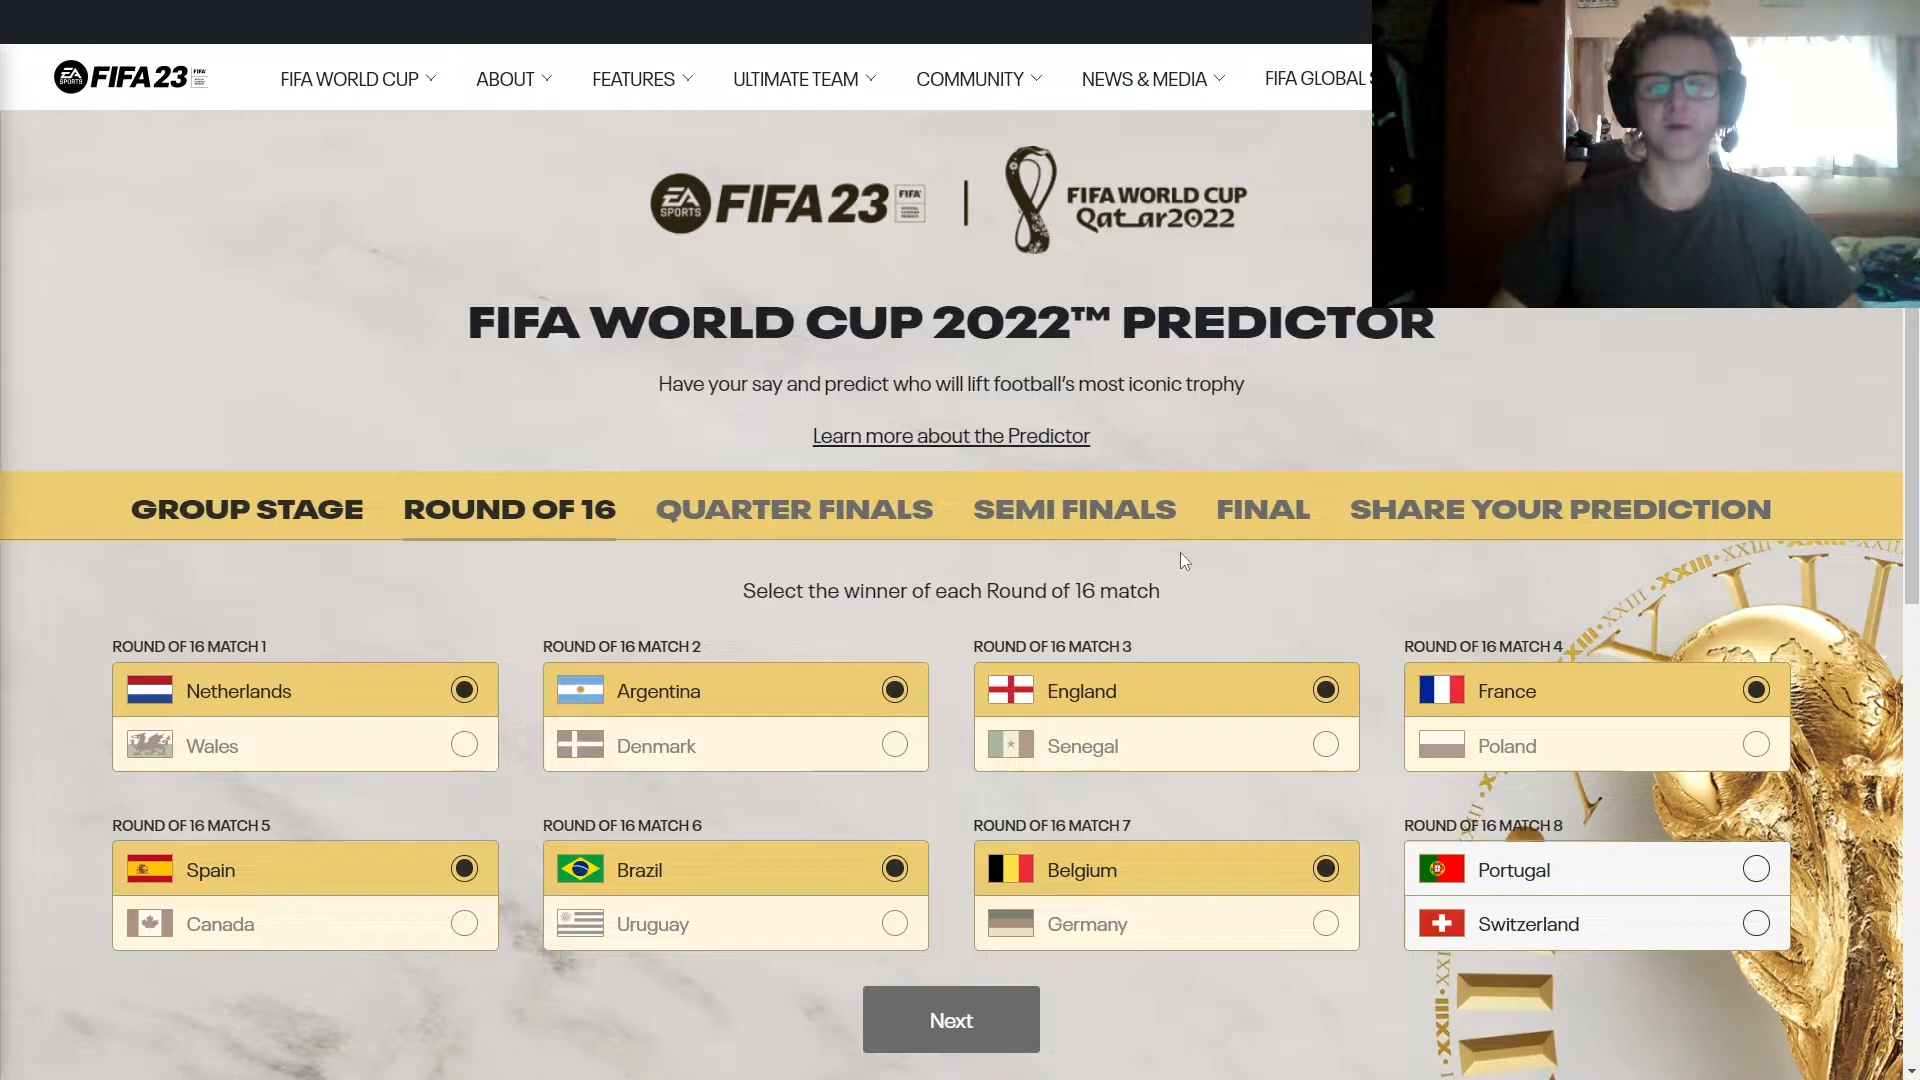 EA SPORTS FIFA 23 FIFA
FIFA WORLD CUP
ABOUT
FEATURES
ULTIMATE TEAM
COMMUNITY
NEWS & MEDIA
FIFA GLOBAL S
EA SPORTS FIFA 23 FIFA
FIFA WORLD CUP
Qatar2022
FIFA WORLD CUP 2022™ PREDICTOR
Have your say and predict who will lift football's most iconic trophy
Learn more about the Predictor
GROUP STAGE
ROUND OF 16
QUARTER FINALS
SEMI FINALS
FINAL
SHARE YOUR PREDICTION
Select the winner of each Round of 16 match
ROUND OF 16 MATCH 1
Netherlands
Wales
ROUND OF 16 MATCH 2
Argentina
Denmark
ROUND OF 16 MATCH 3
England
Senegal
ROUND OF 16 MATCH 4
France
Poland
ROUND OF 16 MATCH 5
Spain
Canada
ROUND OF 16 MATCH 6
Brazil
Uruguay
ROUND OF 16 MATCH 7
Belgium
Germany
ROUND OF 16 MATCH 8
Portugal
Switzerland
Next